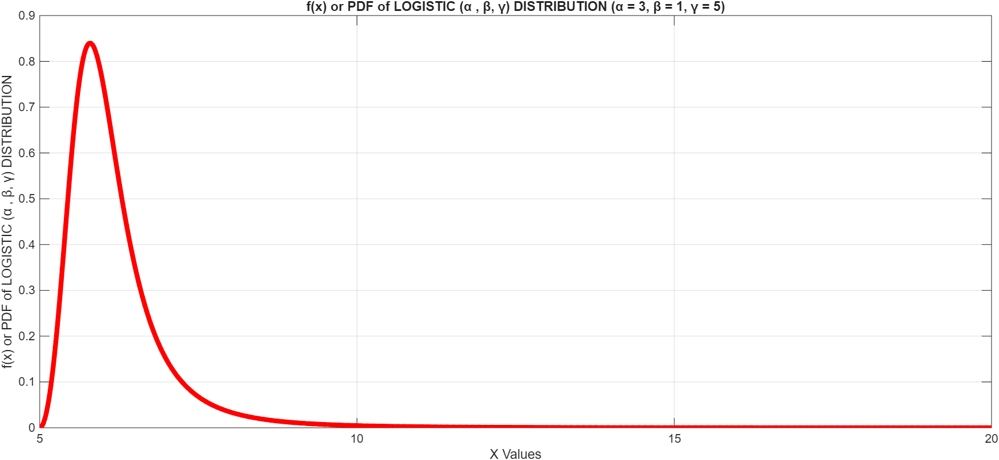 f(x) or PDF of LOGISTIC (α , β, γ) DISTRIBUTION (α = 3, β = 1, γ = 5)
f(x) or PDF of LOGISTIC (α , β, γ) DISTRIBUTION
0.9
0.8
0.7
0.6
0.5
0.4
0.3
0.2
0.1
0
5 10 15 20
X Values